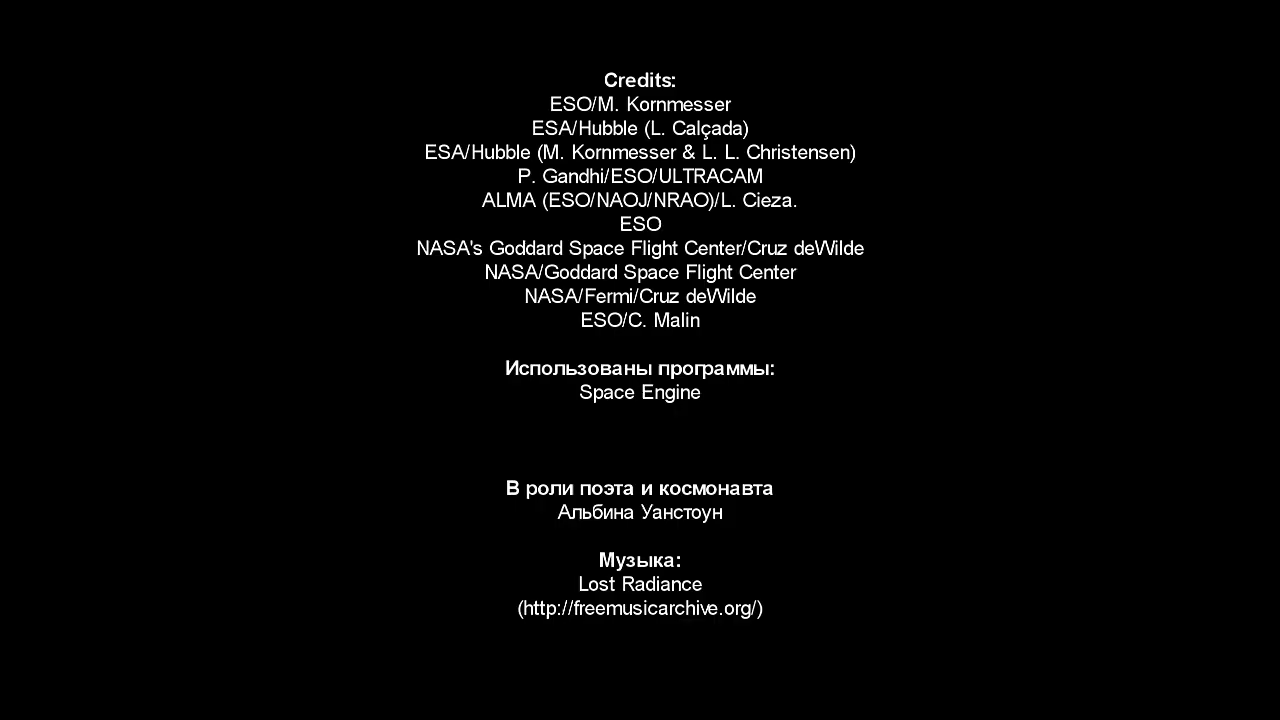 Credits:
ESO/M. Kornmesser
ESA/Hubble (L. Calçada)
ESA/Hubble (M. Kornmesser & L. L. Christensen)
P. Gandhi/ESO/ULTRACAM
ALMA (ESO/NAOJ/NRAO)/L. Cieza.
ESO
NASA's Goddard Space Flight Center/Cruz deWilde
NASA/Goddard Space Flight Center
NASA/Fermi/Cruz deWilde
ESO/C. Malin
Использованы программы:
Space Engine
В роли поэта и космонавта
Альбина Уанстоун
Музыка:
Lost Radiance
(http://freemusicarchive.org/)